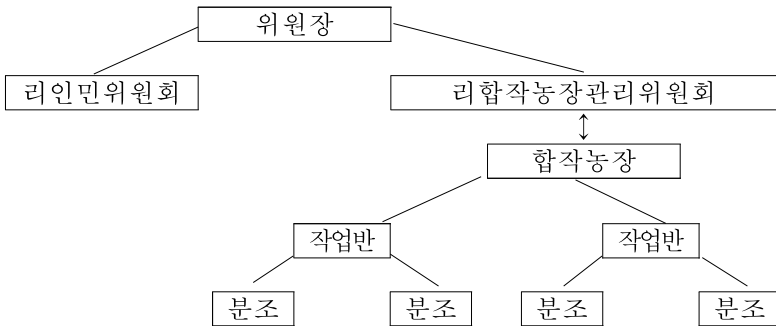 위원장
리인민위원회
리합작농장관리위원회
↕
합작농장
작업반 작업반
분조 분조 분조 분조